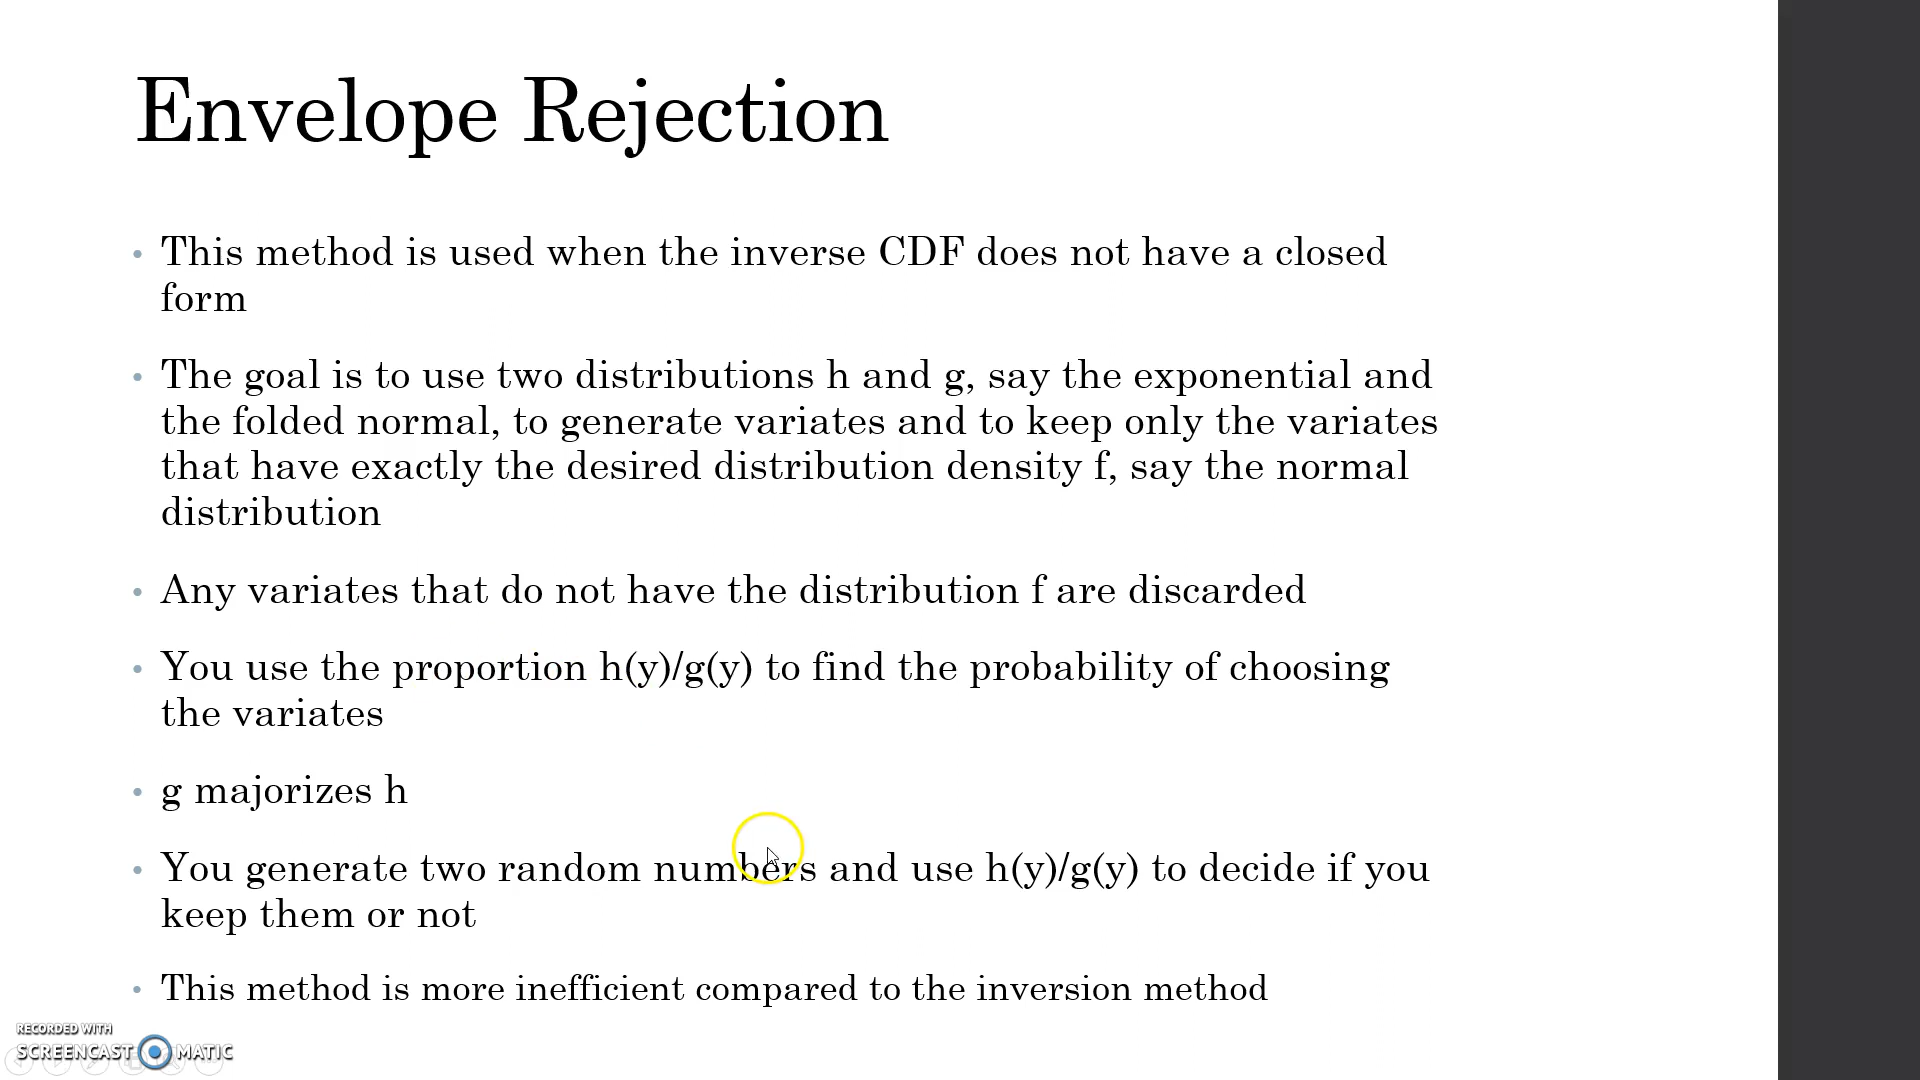 Envelope Rejection
• This method is used when the inverse CDF does not have a closed
form
• The goal is to use two distributions h and g, say the exponential and
the folded normal, to generate variates and to keep only the variates
that have exactly the desired distribution density f, say the normal
distribution
• Any variates that do not have the distribution f are discarded
• You use the proportion h(y)/g(y) to find the probability of choosing
the variates
• g majorizes h
• You generate two random numbers and use h(y)/g(y) to decide if you
keep them or not
• This method is more inefficient compared to the inversion method
RECORDED WITH
SCREENCAST MATIC